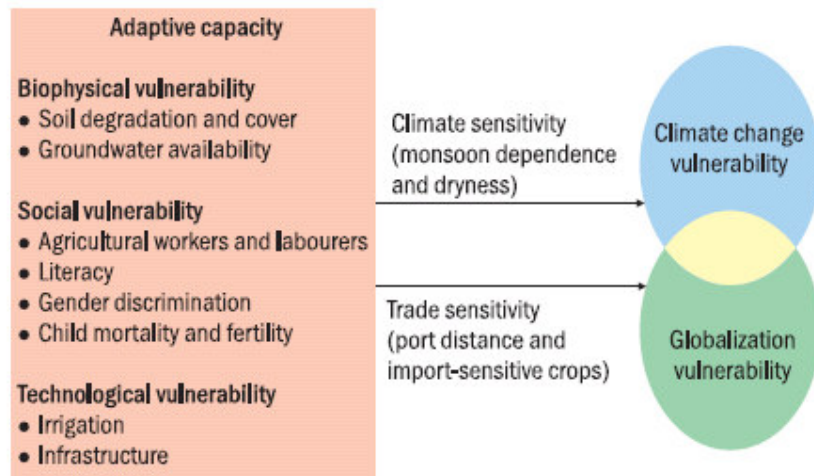 Adaptive capacity
Biophysical vulnerability
● Soil degradation and cover
● Groundwater availability
Social vulnerability
● Agricultural workers and labourers
● Literacy
● Gender discrimination
● Child mortality and fertility
Technological vulnerability
● Irrigation
● Infrastructure
Climate sensitivity
(monsoon dependence
and dryness)
Trade sensitivity
(port distance and
import-sensitive crops)
Climate change
vulnerability
Globalization
vulnerability